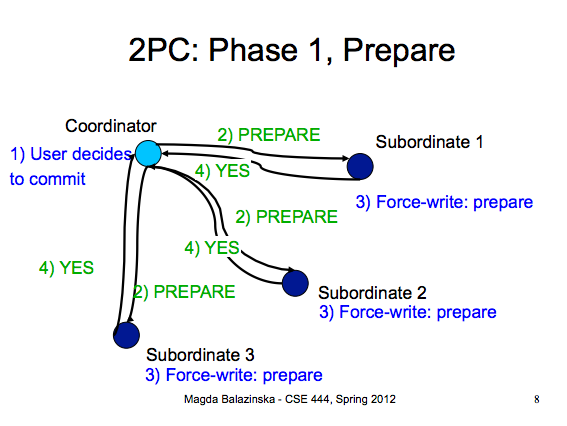 2PC: Phase 1, Prepare
Coordinator
2) PREPARE
Subordinate 1
1) User decides
to commit
4) YES
3) Force-write: prepare
2) PREPARE
4) YES
4) YES
2) PREPARE
Subordinate 2
3) Force-write: prepare
Subordinate 3
3) Force-write: prepare
Magda Balazinska - CSE 444, Spring 2012
8